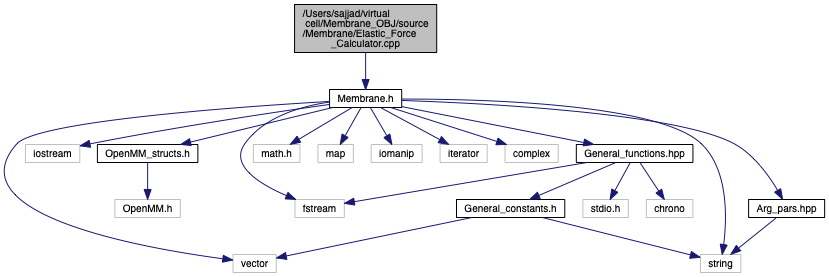 /Users/sajjad/virtual
cell/Membrane_OBJ/source
/Membrane/Elastic_Force
_Calculator.cpp
Membrane.h
iostream
OpenMM_structs.h
math.h
map
iomanip
iterator
complex
General_functions.hpp
OpenMM.h
fstream
General_constants.h
stdio.h
chrono
Arg_pars.hpp
vector
string